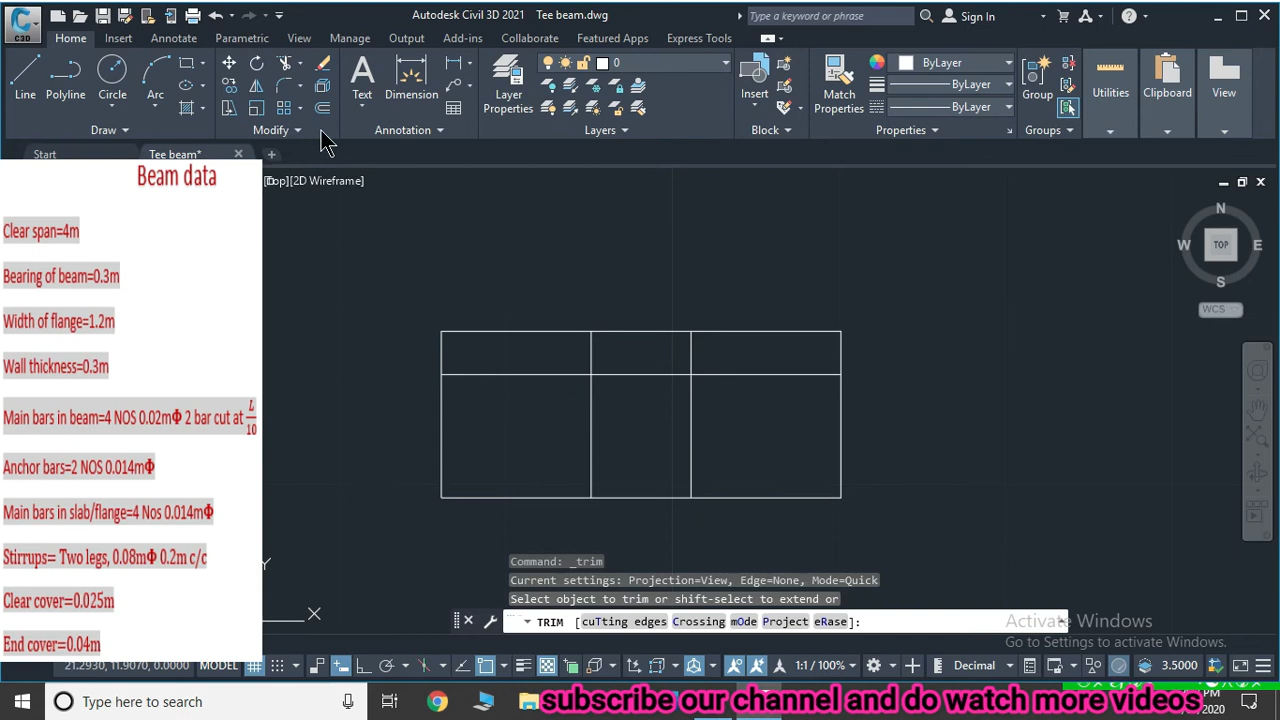 C3D
Autodesk Civil 3D 2021 Tee beam.dwg
Type a keyword or phrase
Sign In
Home Insert Annotate Parametric View Manage Output Add-ins Collaborate Featured Apps Express Tools
Line Polyline Circle Arc
Text Dimension
Layer Properties
0
Insert
Match Properties
ByLayer
ByLayer
ByLayer
Group
Utilities Clipboard View
Draw Modify Annotation Layers Block Properties Groups
Start Tee beam*
Beam data
[Top][2D Wireframe]
Clear span=4m
Bearing of beam=0.3m
Width of flange=1.2m
Wall thickness=0.3m
Main bars in beam=4 NOS 0.02mΦ 2 bar cut at L/10
Anchor bars=2 NOS 0.014mΦ
Main bars in slab/flange=4 Nos 0.014mΦ
Stirrups= Two legs, 0.08mΦ 0.2m c/c
Clear cover=0.025m
End cover=0.04m
N
W TOP E
S
WCS
Y
Command: _trim
Current settings: Projection=View, Edge=None, Mode=Quick
Select object to trim or shift-select to extend or
TRIM [cuTting edges Crossing mOde Project eRase]:
Activate Windows
Go to Settings to activate Windows.
21.2930, 11.9070, 0.0000 MODEL 1:1 / 100% Decimal 3.5000
Type here to search
subscribe our channel and do watch more videos